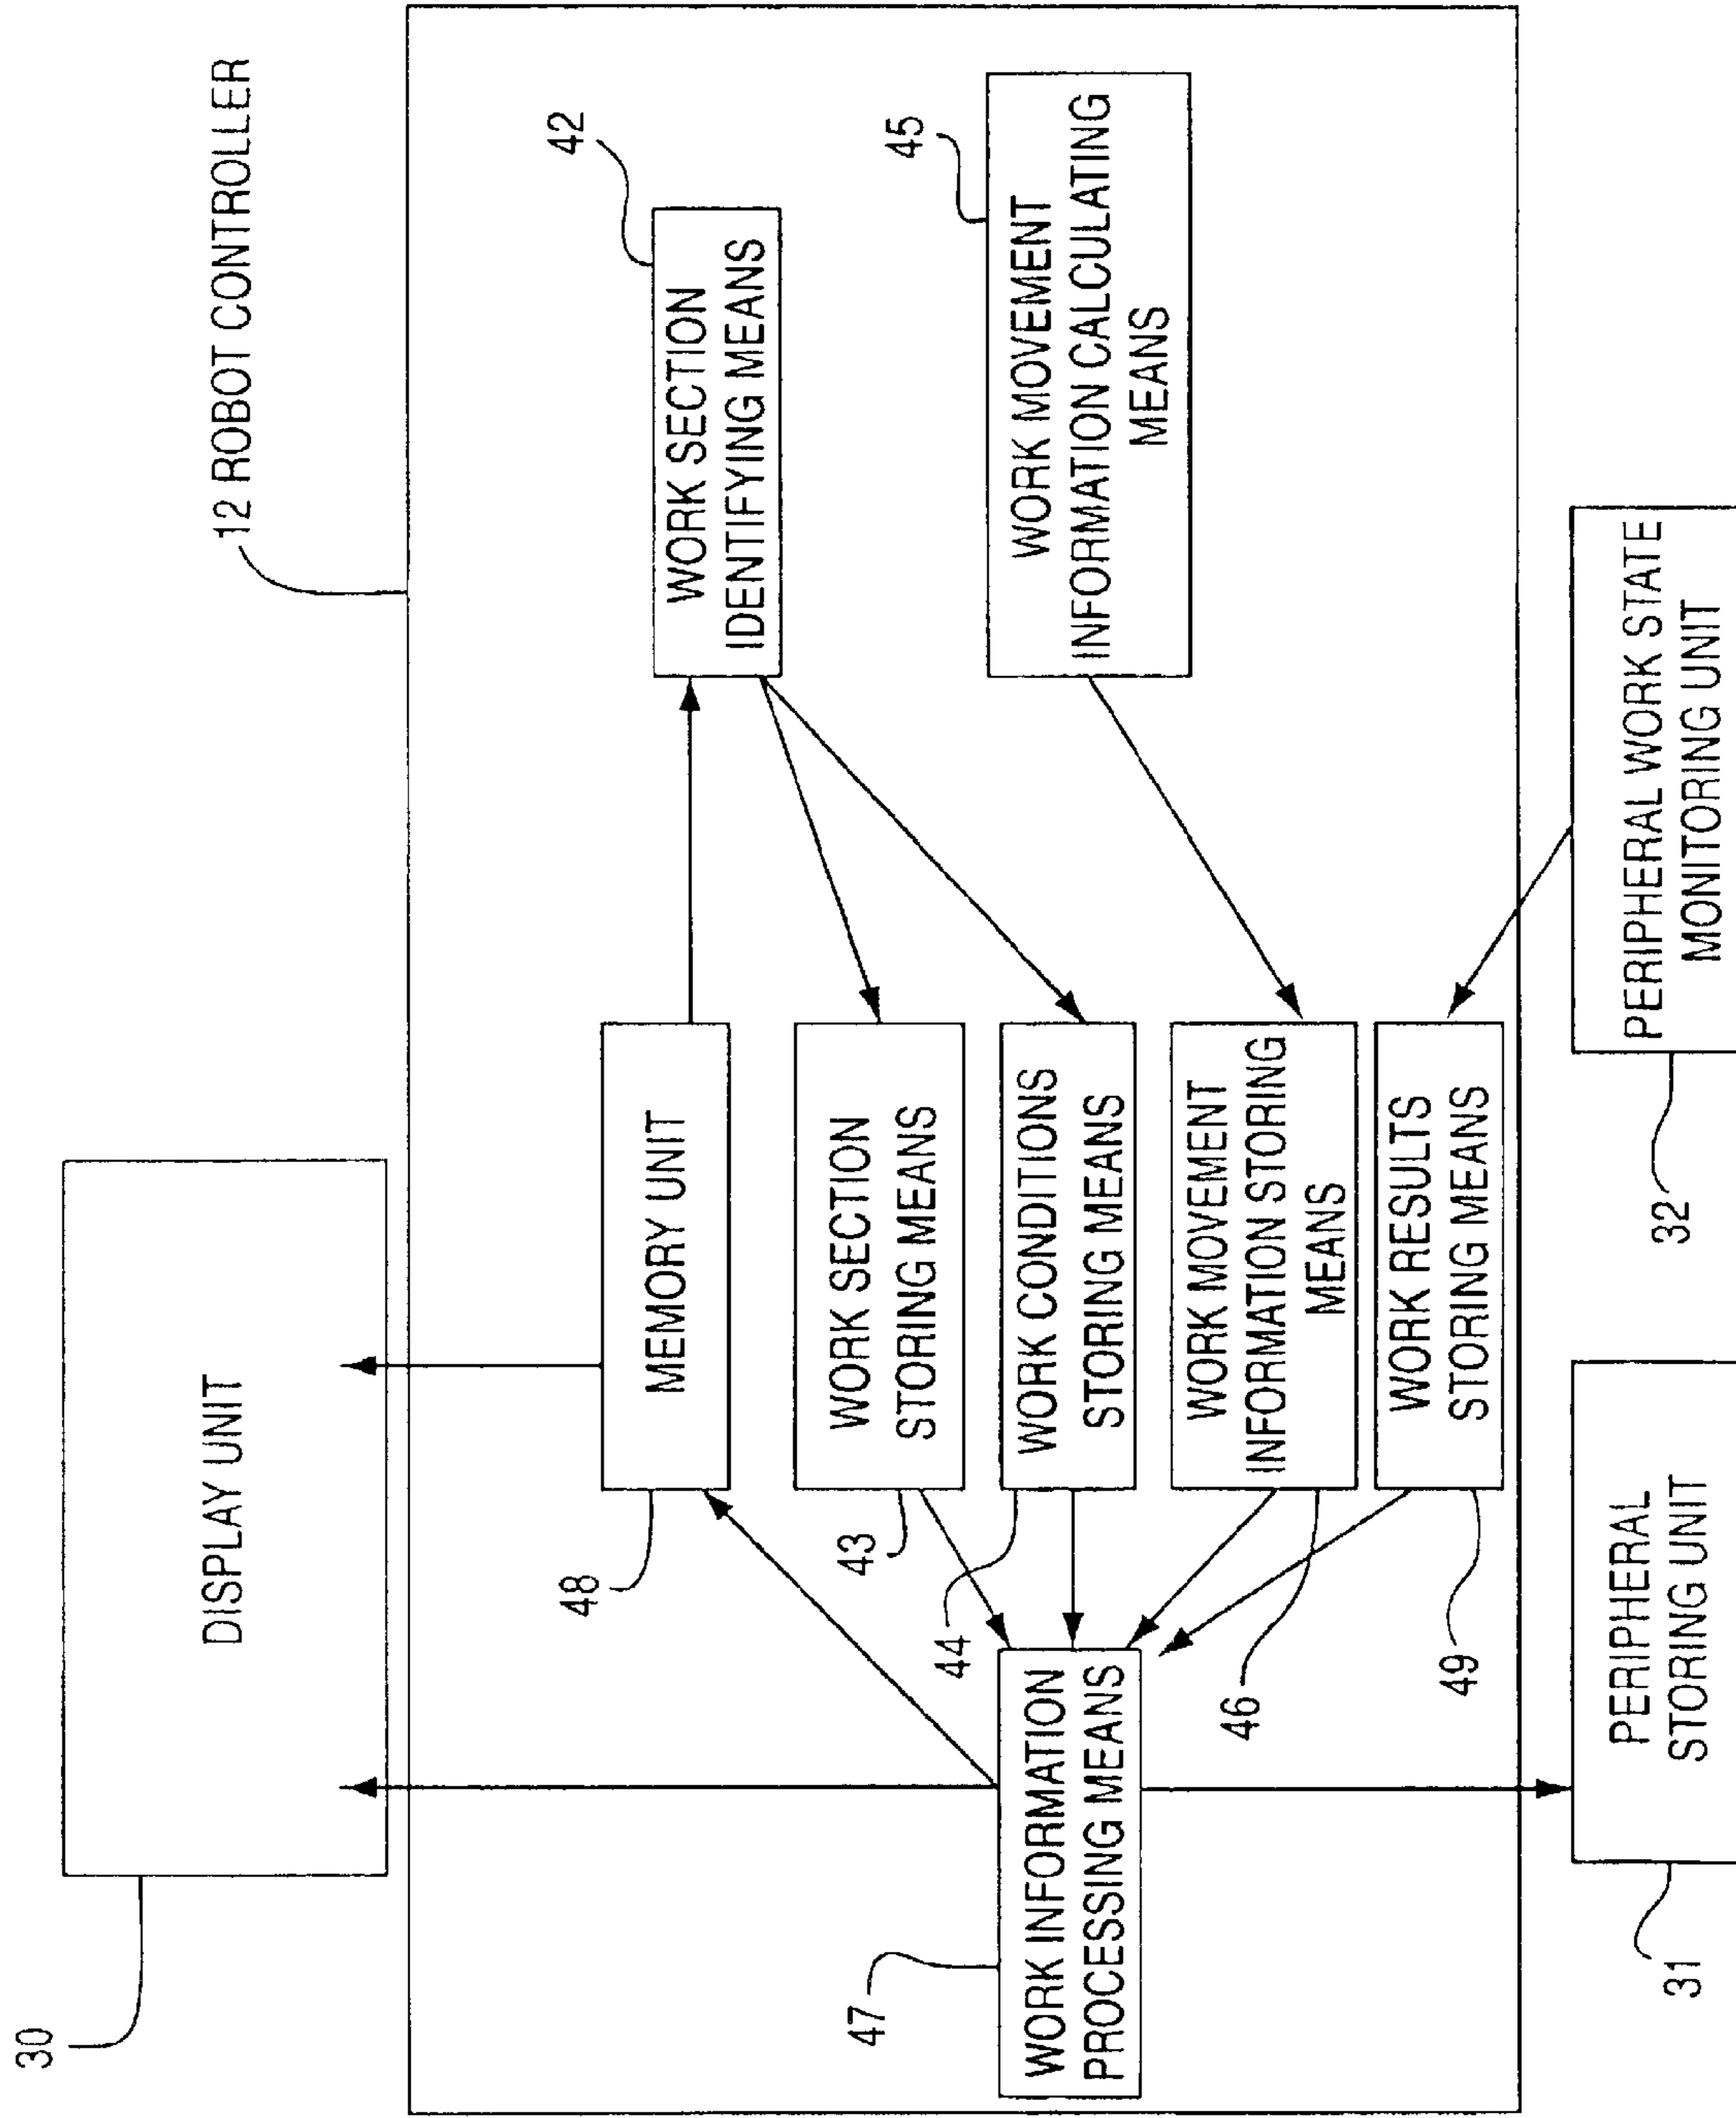 30
DISPLAY UNIT
12 ROBOT CONTROLLER
48
MEMORY UNIT
42
WORK SECTION
IDENTIFYING MEANS
43
WORK SECTION
STORING MEANS
44
WORK CONDITIONS
STORING MEANS
45
WORK MOVEMENT
INFORMATION CALCULATING
MEANS
47
WORK INFORMATION
PROCESSING MEANS
46
WORK MOVEMENT
INFORMATION STORING
MEANS
49
WORK RESULTS
STORING MEANS
31
PERIPHERAL
STORING UNIT
32
PERIPHERAL WORK STATE
MONITORING UNIT